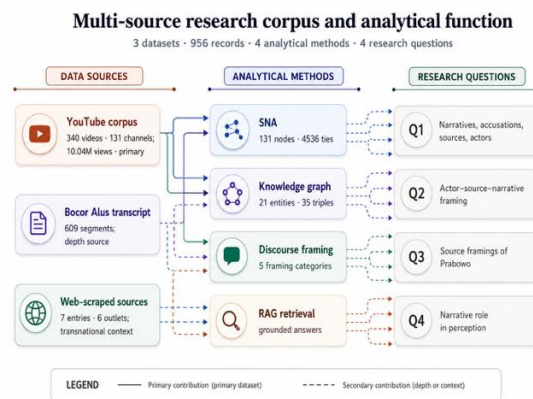 Multi-source research corpus and analytical function
3 datasets · 956 records · 4 analytical methods · 4 research questions
DATA SOURCES
YouTube corpus
340 videos · 131 channels;
10.04M views · primary
Bocor Alus transcript
609 segments;
depth source
Web-scraped sources
7 entries · 6 outlets;
transnational context
ANALYTICAL METHODS
SNA
131 nodes · 4536 ties
Knowledge graph
21 entities · 35 triples
Discourse framing
5 framing categories
RAG retrieval
grounded answers
RESEARCH QUESTIONS
Q1
Narratives, accusations,
sources, actors
Q2
Actor–source–narrative
framing
Q3
Source framings of
Prabowo
Q4
Narrative role
in perception
LEGEND
Primary contribution (primary dataset)
Secondary contribution (depth or context)